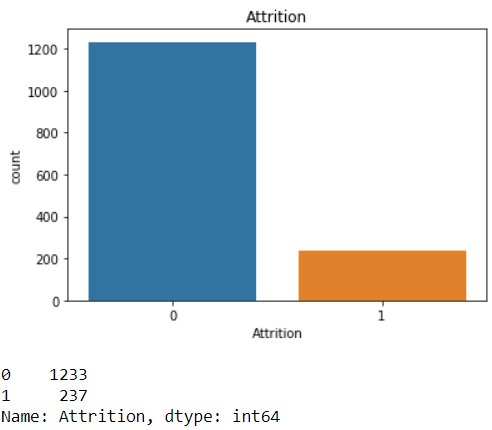 Attrition
1200
1000
800
600
400
200
0
count
0 1
Attrition
0    1233
1     237
Name: Attrition, dtype: int64